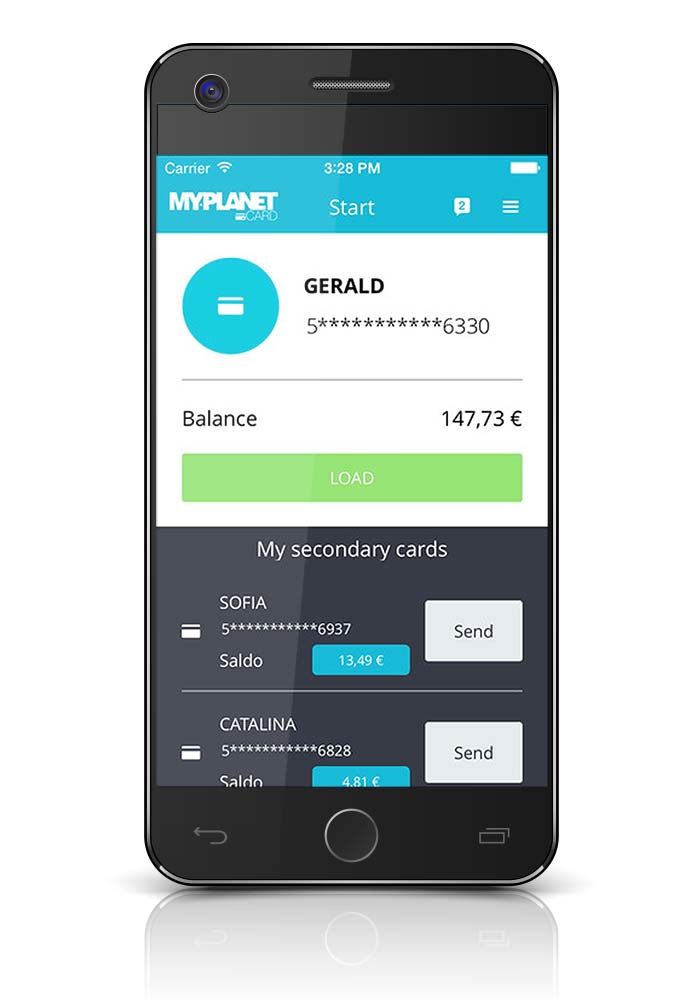 Carrier 3:28 PM
MYPLANET CARD Start 2
GERALD
5***********6330
Balance 147,73 €
LOAD
My secondary cards
SOFIA
5***********6937
Send
Saldo 13,49 €
CATALINA
5***********6828
Send
Saldo 4,81 €